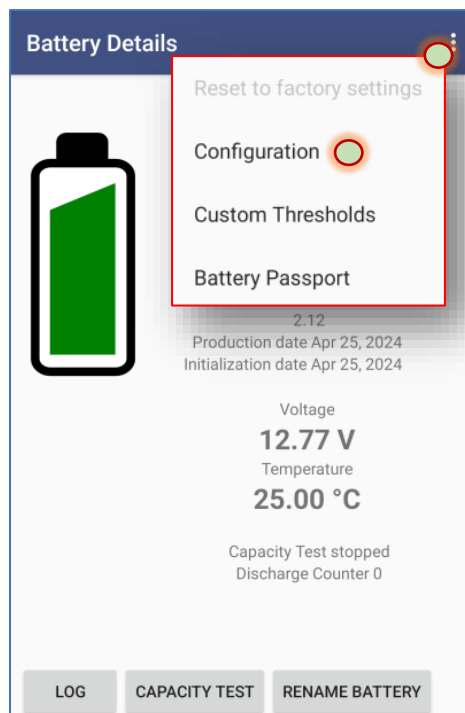 Battery Details
Reset to factory settings
Configuration
Custom Thresholds
Battery Passport
2.12
Production date Apr 25, 2024
Initialization date Apr 25, 2024
Voltage
12.77 V
Temperature
25.00 °C
Capacity Test stopped
Discharge Counter 0
LOG CAPACITY TEST RENAME BATTERY